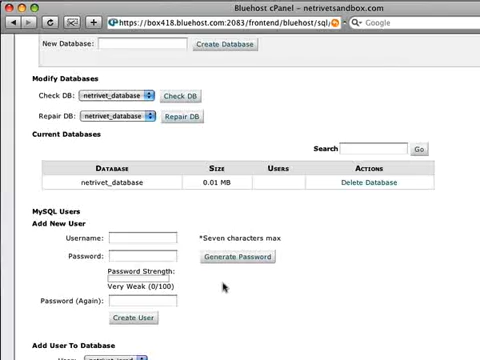 Bluehost cPanel - netrivetsandbox.com
https://box418.bluehost.com:2083/frontend/bluehost/sql/
Google
New Database:
Create Database
Modify Databases
Check DB: netrivet_database Check DB
Repair DB: netrivet_database Repair DB
Current Databases
Search Go
DATABASE SIZE USERS ACTIONS
netrivet_database 0.01 MB Delete Database
MySQL Users
Add New User
Username: *Seven characters max
Password: Generate Password
Password Strength:
Very Weak (0/100)
Password (Again):
Create User
Add User To Database